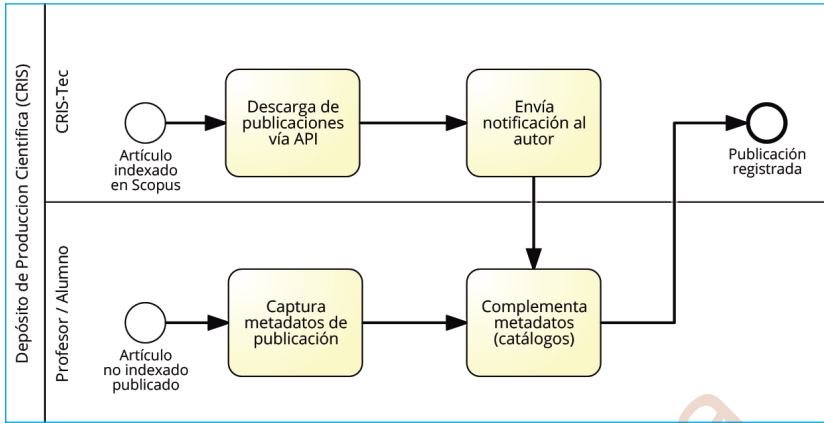 Depósito de Produccion Cientifica (CRIS)
CRIS-Tec
Artículo
indexado
en Scopus
Descarga de
publicaciones
vía API
Envía
notificación al
autor
Publicación
registrada
Profesor / Alumno
Artículo
no indexado
publicado
Captura
metadatos de
publicación
Complementa
metadatos
(catálogos)